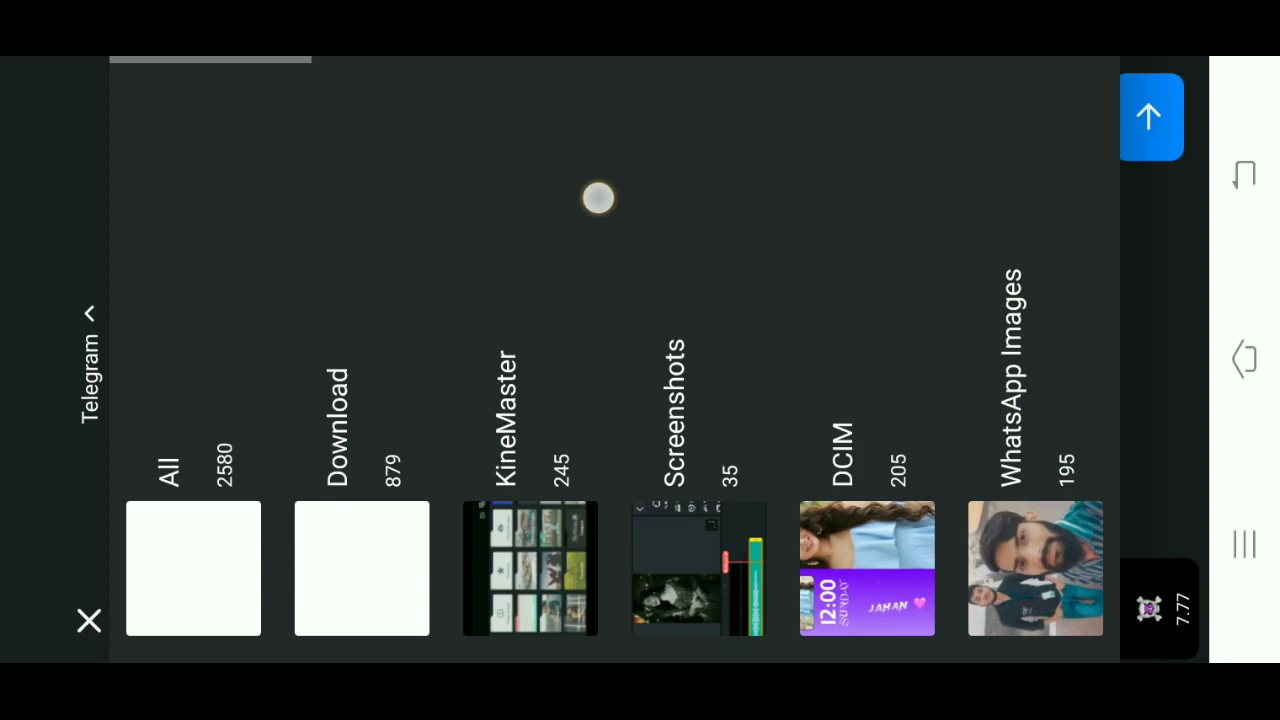 Telegram
All
2580
Download
879
KineMaster
245
Screenshots
35
DCIM
205
12:00
SUNDAY
JAHAN
WhatsApp Images
195
7.77